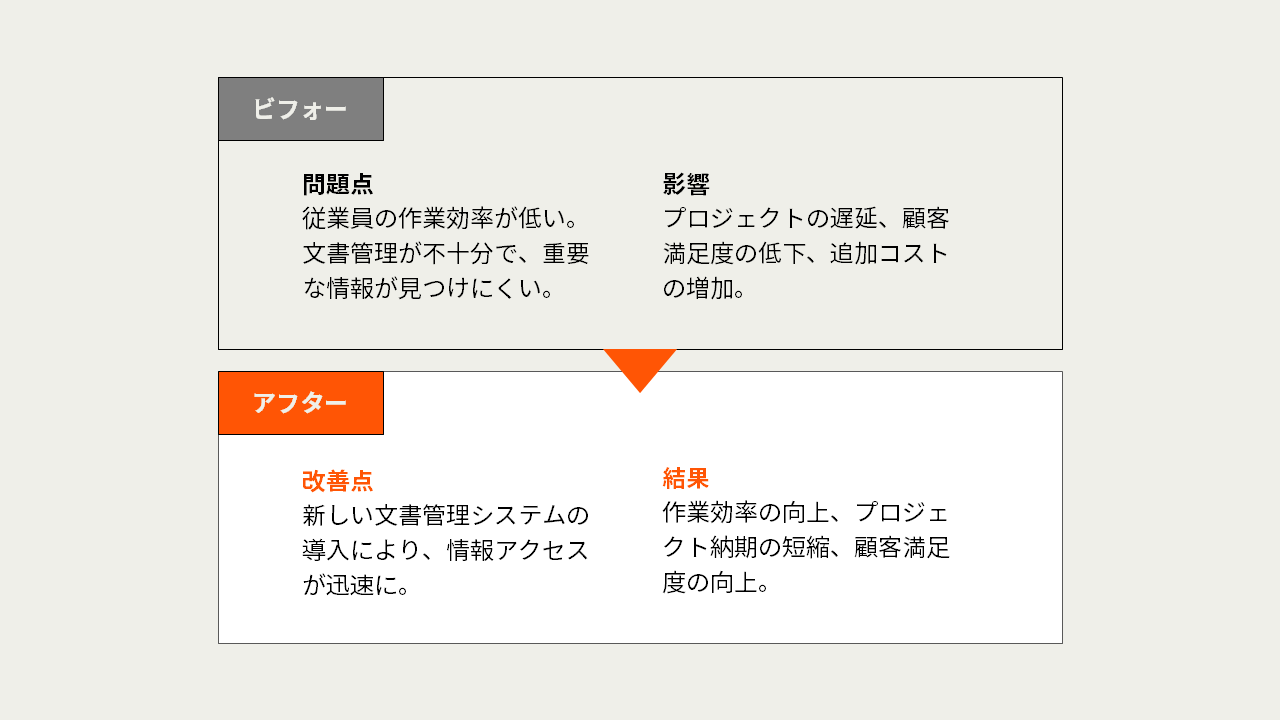 ビフォー
問題点
従業員の作業効率が低い。
文書管理が不十分で、重要
な情報が見つけにくい。
影響
プロジェクトの遅延、顧客
満足度の低下、追加コスト
の増加。
アフター
改善点
新しい文書管理システムの
導入により、情報アクセス
が迅速に。
結果
作業効率の向上、プロジェ
クト納期の短縮、顧客満足
度の向上。